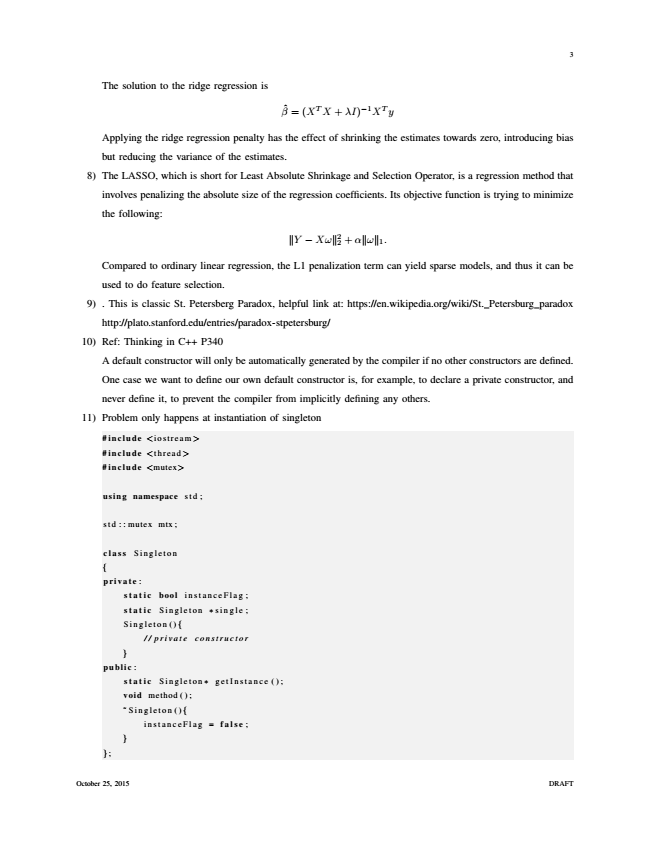 3
The solution to the ridge regression is
β̂ = (XᵀX + λI)⁻¹Xᵀy
Applying the ridge regression penalty has the effect of shrinking the estimates towards zero, introducing bias
but reducing the variance of the estimates.
8) The LASSO, which is short for Least Absolute Shrinkage and Selection Operator, is a regression method that
involves penalizing the absolute size of the regression coefficients. Its objective function is trying to minimize
the following:
‖Y − Xω‖₂² + α‖ω‖₁.
Compared to ordinary linear regression, the L1 penalization term can yield sparse models, and thus it can be
used to do feature selection.
9) . This is classic St. Petersberg Paradox, helpful link at: https://en.wikipedia.org/wiki/St._Petersburg_paradox
http://plato.stanford.edu/entries/paradox-stpetersburg/
10) Ref: Thinking in C++ P340
A default constructor will only be automatically generated by the compiler if no other constructors are defined.
One case we want to define our own default constructor is, for example, to declare a private constructor, and
never define it, to prevent the compiler from implicitly defining any others.
11) Problem only happens at instantiation of singleton
#include <iostream>
#include <thread>
#include <mutex>
using namespace std;
std::mutex mtx;
class Singleton
{
private:
static bool instanceFlag;
static Singleton *single;
Singleton(){
//private constructor
}
public:
static Singleton* getInstance();
void method();
~Singleton(){
instanceFlag = false;
}
};
October 25, 2015 DRAFT